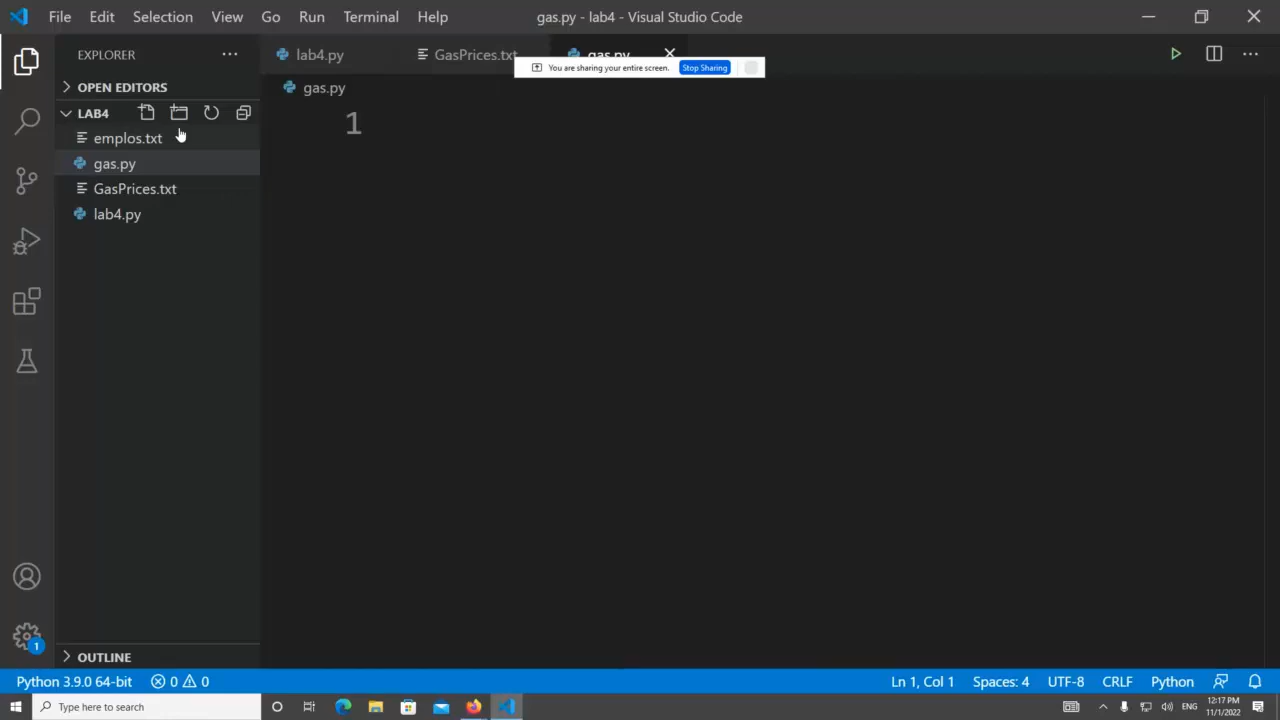 File Edit Selection View Go Run Terminal Help
gas.py - lab4 - Visual Studio Code
EXPLORER
lab4.py
GasPrices.txt
gas.py
You are sharing your entire screen.
Stop Sharing
OPEN EDITORS
gas.py
LAB4
1
emplos.txt
gas.py
GasPrices.txt
lab4.py
1
OUTLINE
Python 3.9.0 64-bit
0
0
Ln 1, Col 1
Spaces: 4
UTF-8
CRLF
Python
Type here to search
ENG
12:17 PM
11/1/2022